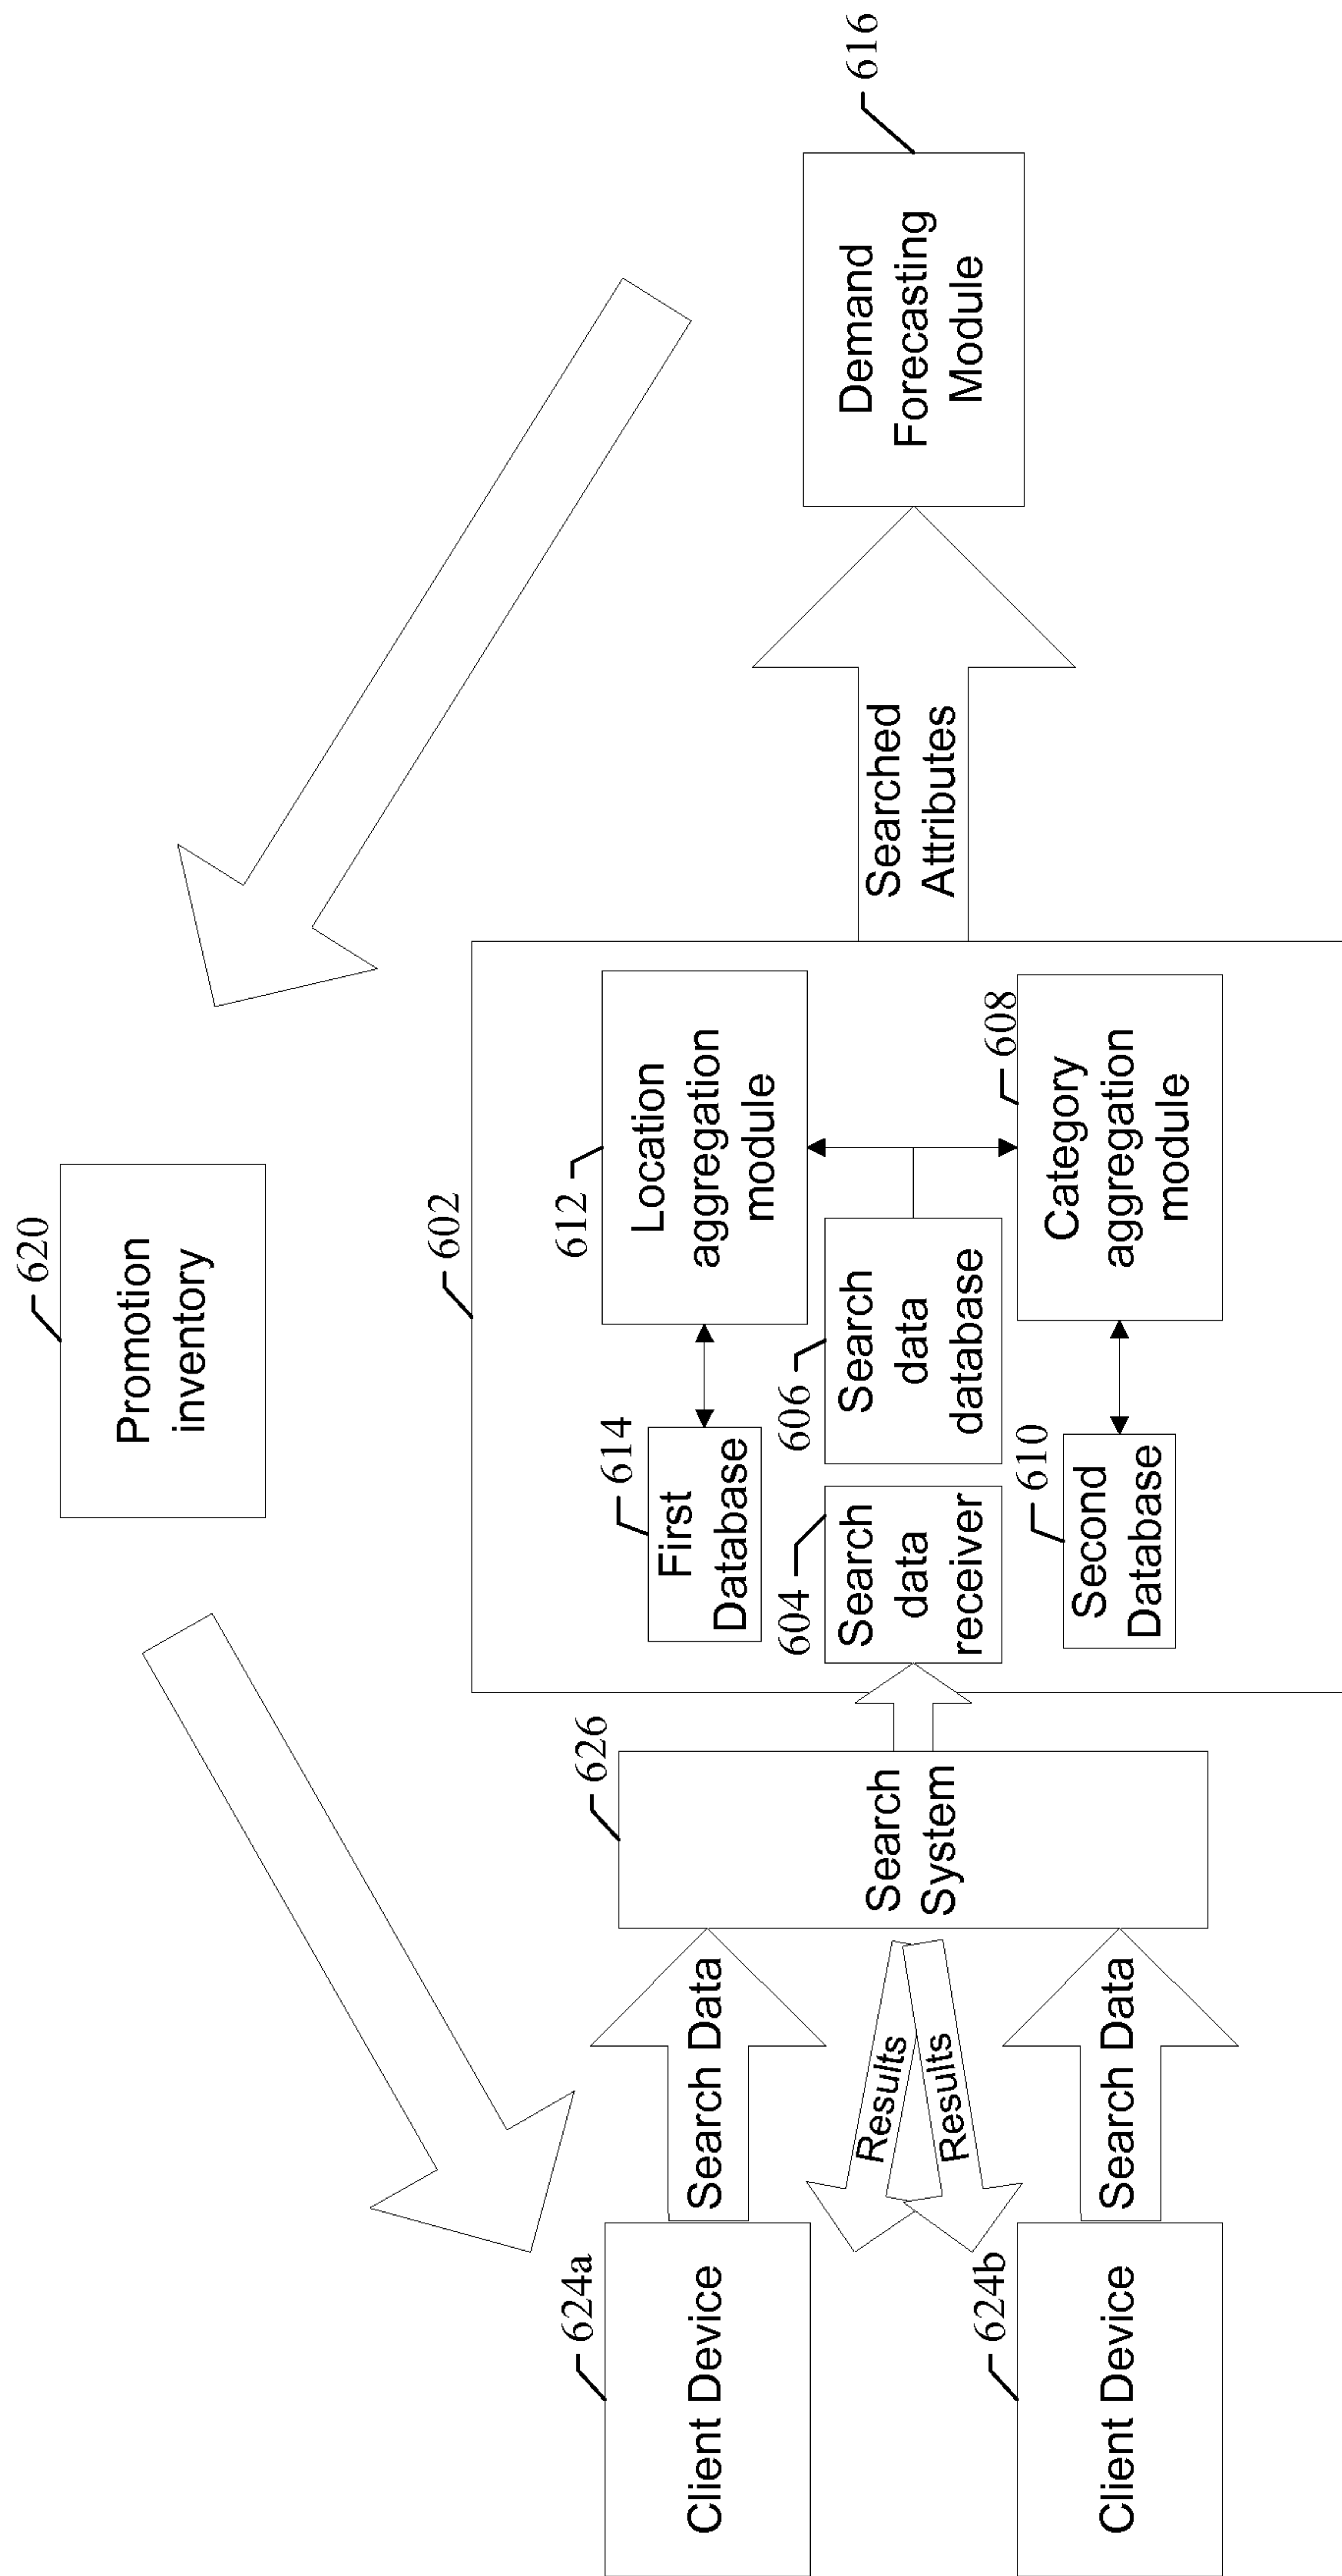 620
Promotion
inventory
602
612
Location
aggregation
module
614
First
Database
606
Search
data
database
604
Search
data
receiver
608
Category
aggregation
module
610
Second
Database
Searched
Attributes
616
Demand
Forecasting
Module
626
Search
System
Search Data
Results
Results
Search Data
624a
Client Device
624b
Client Device